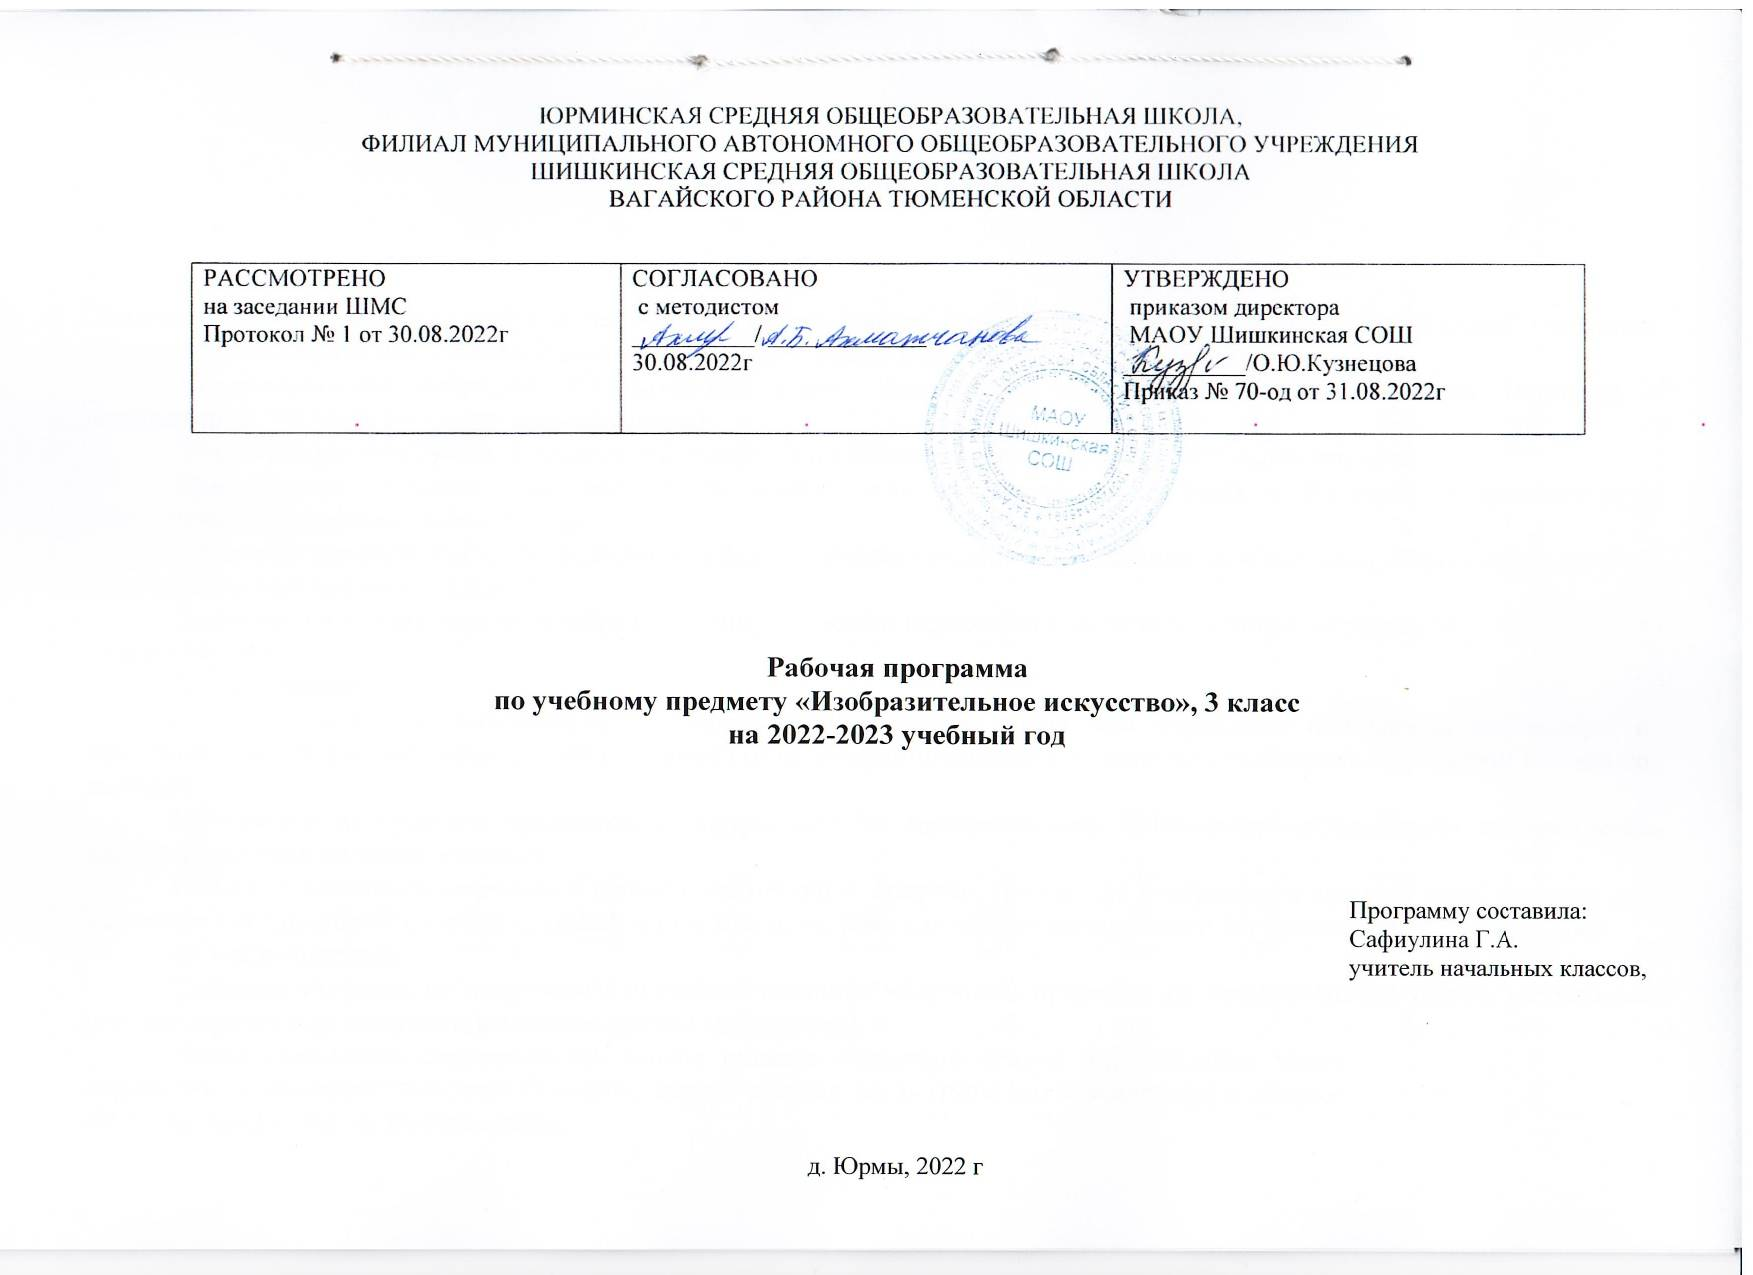 ЮРМИНСКАЯ СРЕДНЯЯ ОБЩЕОБРАЗОВАТЕЛЬНАЯ ШКОЛА,
ФИЛИАЛ МУНИЦИПАЛЬНОГО АВТОНОМНОГО ОБЩЕОБРАЗОВАТЕЛЬНОГО УЧРЕЖДЕНИЯ
ШИШКИНСКАЯ СРЕДНЯЯ ОБЩЕОБРАЗОВАТЕЛЬНАЯ ШКОЛА
ВАГАЙСКОГО РАЙОНА ТЮМЕНСКОЙ ОБЛАСТИ
РАССМОТРЕНО
на заседании ШМС
Протокол № 1 от 30.08.2022г
СОГЛАСОВАНО
с методистом
/А.Б. Ахматчанова
30.08.2022г
УТВЕРЖДЕНО
приказом директора
МАОУ Шишкинская СОШ
/О.Ю.Кузнецова
Приказ № 70-од от 31.08.2022г
МАОУ
Шишкинская
СОШ
Рабочая программа
по учебному предмету «Изобразительное искусство», 3 класс
на 2022-2023 учебный год
Программу составила:
Сафиулина Г.А.
учитель начальных классов,
д. Юрмы, 2022 г